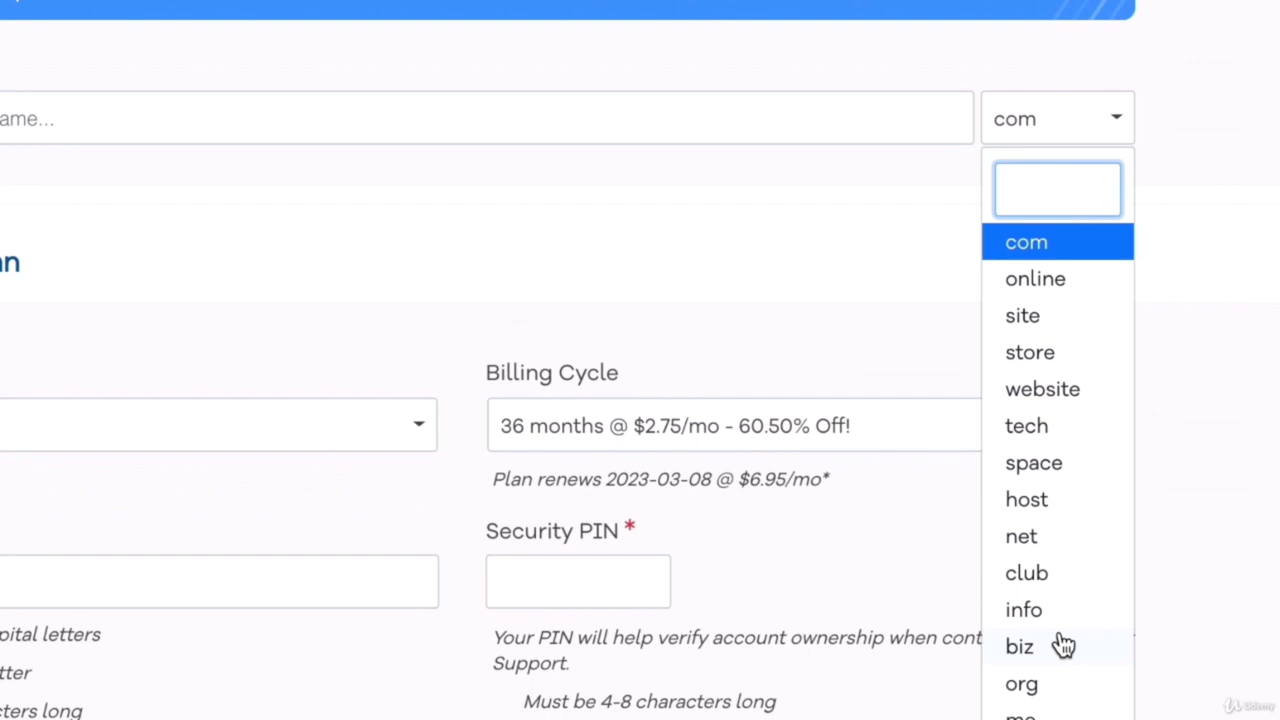 ame...
com
com
online
site
store
website
tech
space
host
net
club
info
biz
org
Billing Cycle
36 months @ $2.75/mo - 60.50% Off!
Plan renews 2023-03-08 @ $6.95/mo*
Security PIN *
Your PIN will help verify account ownership when cont
Support.
Must be 4-8 characters long
pital letters
tter
cters long
Udemy